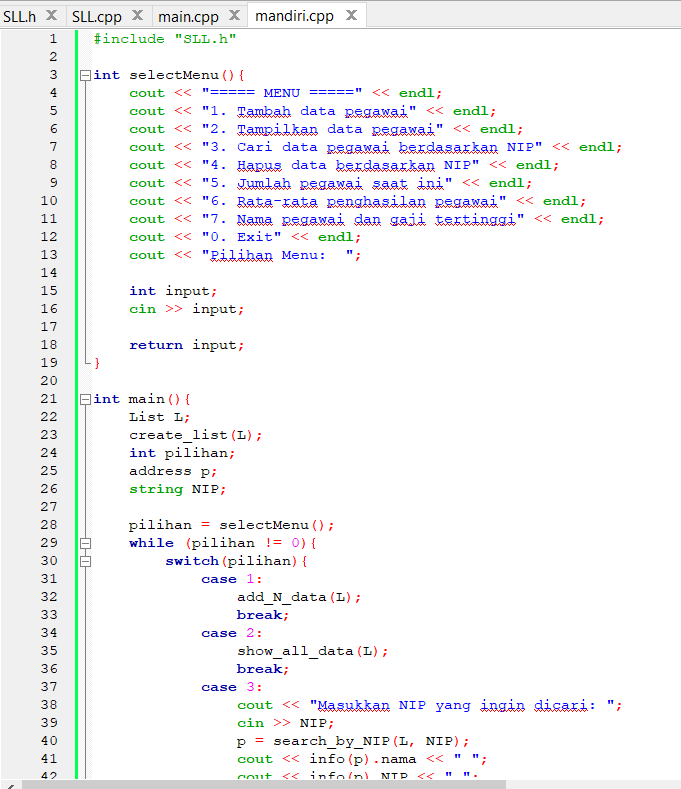 SLL.h SLL.cpp main.cpp mandiri.cpp
1 #include "SLL.h"
2
3 int selectMenu(){
4 cout << "===== MENU =====" << endl;
5 cout << "1. Tambah data pegawai" << endl;
6 cout << "2. Tampilkan data pegawai" << endl;
7 cout << "3. Cari data pegawai berdasarkan NIP" << endl;
8 cout << "4. Hapus data berdasarkan NIP" << endl;
9 cout << "5. Jumlah pegawai saat ini" << endl;
10 cout << "6. Rata-rata penghasilan pegawai" << endl;
11 cout << "7. Nama pegawai dan gaji tertinggi" << endl;
12 cout << "0. Exit" << endl;
13 cout << "Pilihan Menu:  ";
14
15 int input;
16 cin >> input;
17
18 return input;
19 }
20
21 int main(){
22 List L;
23 create_list(L);
24 int pilihan;
25 address p;
26 string NIP;
27
28 pilihan = selectMenu();
29 while (pilihan != 0){
30 switch(pilihan){
31 case 1:
32 add_N_data(L);
33 break;
34 case 2:
35 show_all_data(L);
36 break;
37 case 3:
38 cout << "Masukkan NIP yang ingin dicari: ";
39 cin >> NIP;
40 p = search_by_NIP(L, NIP);
41 cout << info(p).nama << " ";
42 cout << info(p).NIP << " ";